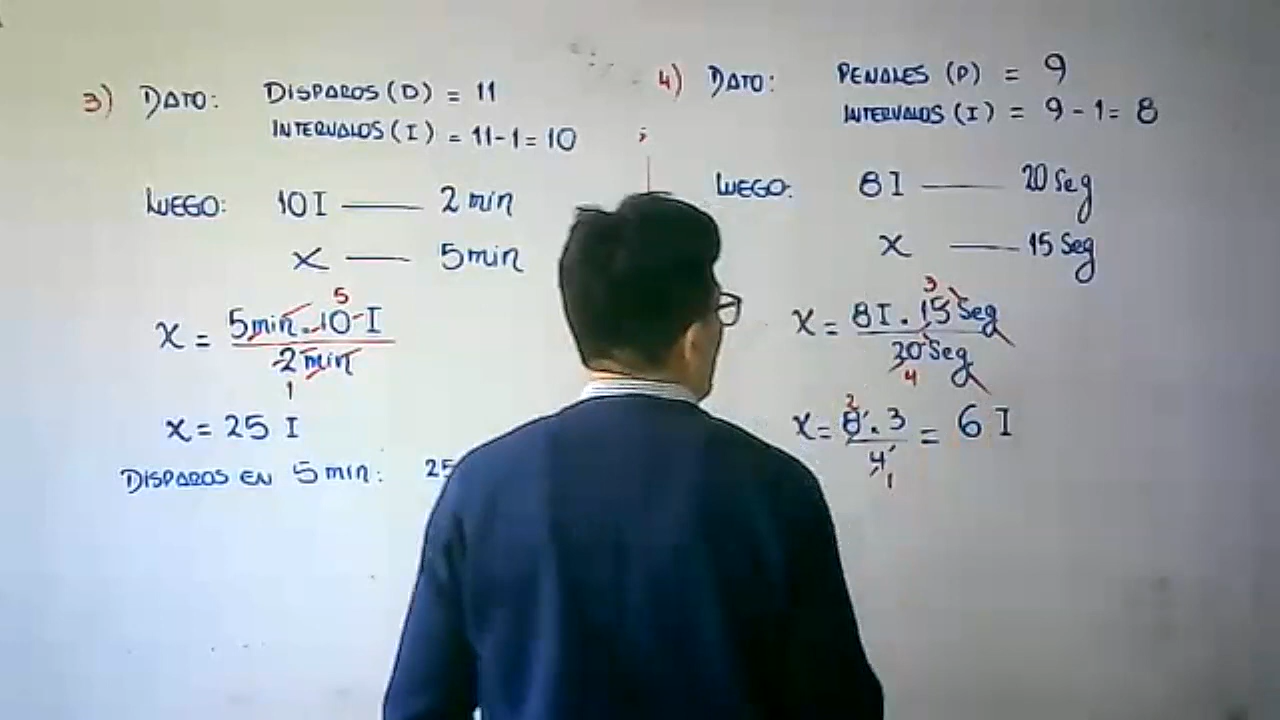 3) DATO: DISPAROS (D) = 11
INTERVALOS (I) = 11 - 1 = 10
LUEGO: 10 I — 2 min
x — 5 min
5
x = 5 min . 10 I
2 min
1
x = 25 I
DISPAROS EN 5 min: 25
;
4) DATO: PENALES (P) = 9
INTERVALOS (I) = 9 - 1 = 8
LUEGO: 8 I — 20 Seg
x — 15 Seg
3
x = 8 I . 15 Seg
20 Seg
4
2
x = 8 . 3 = 6 I
4
1